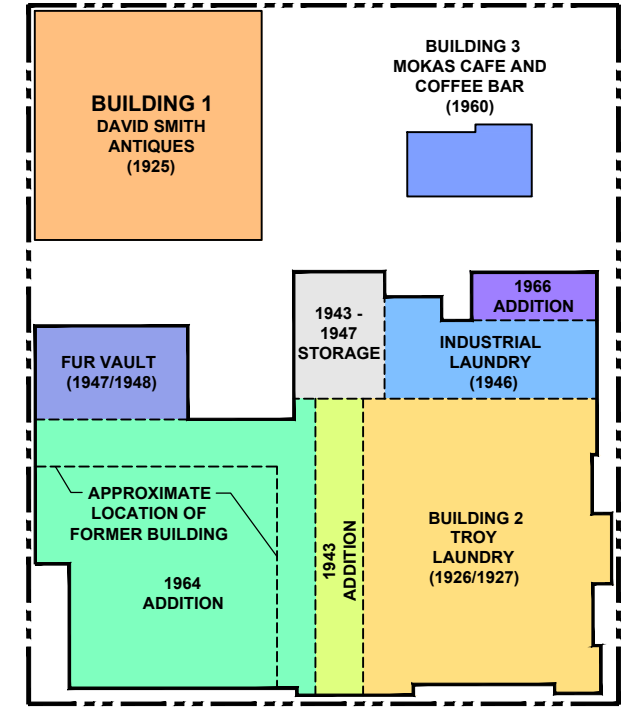 BUILDING 1
DAVID SMITH
ANTIQUES
(1925)
BUILDING 3
MOKAS CAFE AND
COFFEE BAR
(1960)
1943 -
1947
STORAGE
1966
ADDITION
INDUSTRIAL
LAUNDRY
(1946)
FUR VAULT
(1947/1948)
APPROXIMATE
LOCATION OF
FORMER BUILDING
1964
ADDITION
1943
ADDITION
BUILDING 2
TROY
LAUNDRY
(1926/1927)